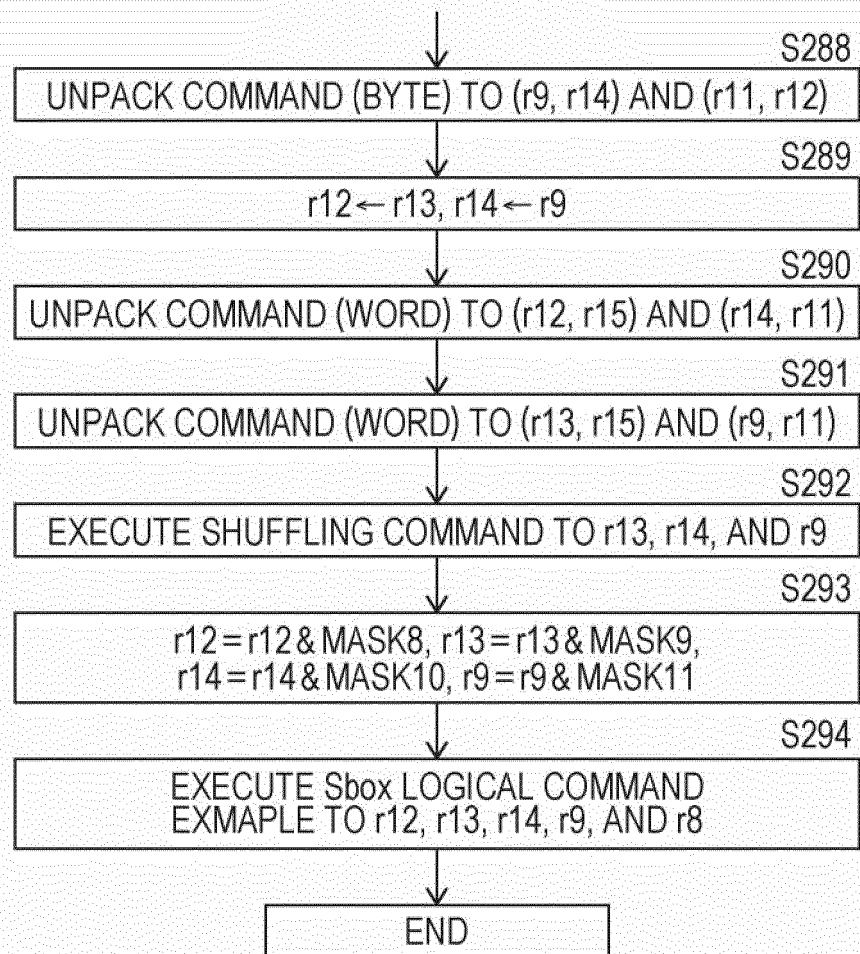 S288
UNPACK COMMAND (BYTE) TO (r9, r14) AND (r11, r12)
S289
r12←r13, r14←r9
S290
UNPACK COMMAND (WORD) TO (r12, r15) AND (r14, r11)
S291
UNPACK COMMAND (WORD) TO (r13, r15) AND (r9, r11)
S292
EXECUTE SHUFFLING COMMAND TO r13, r14, AND r9
S293
r12=r12&MASK8, r13=r13&MASK9,
r14=r14&MASK10, r9=r9&MASK11
S294
EXECUTE Sbox LOGICAL COMMAND
EXMAPLE TO r12, r13, r14, r9, AND r8
END